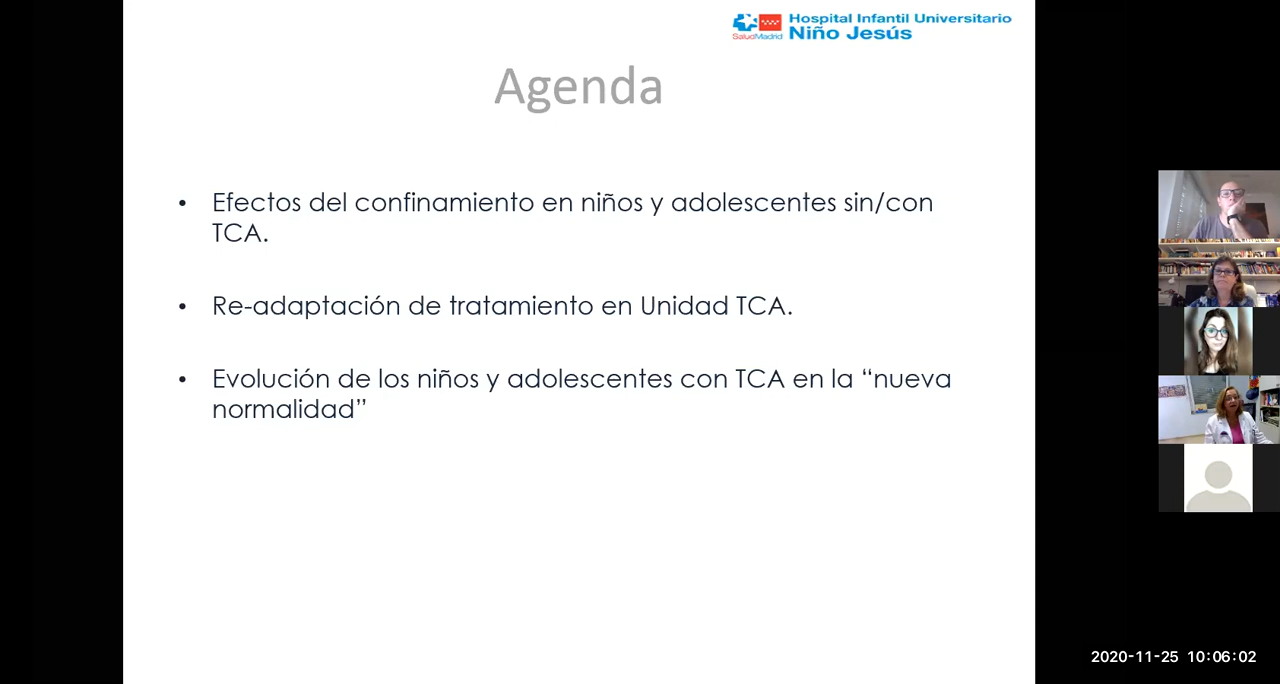 Hospital Infantil Universitario
Niño Jesús
SaludMadrid
Agenda
• Efectos del confinamiento en niños y adolescentes sin/con
TCA.
• Re-adaptación de tratamiento en Unidad TCA.
• Evolución de los niños y adolescentes con TCA en la “nueva
normalidad”
2020-11-25 10:06:02